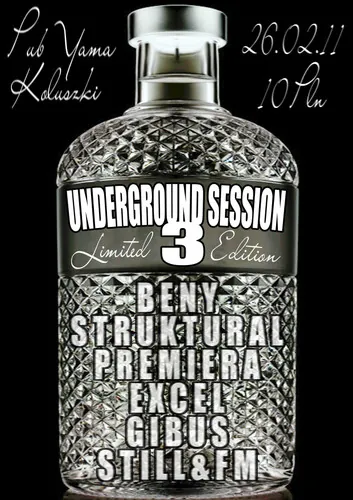 Pub Yama
Koluszki
26.02.11
10 Pln
UNDERGROUND SESSION
Limited 3 Edition
BENY
STRUKTURAL
PREMIERA
EXCEL
GIBUS
STILL&FM